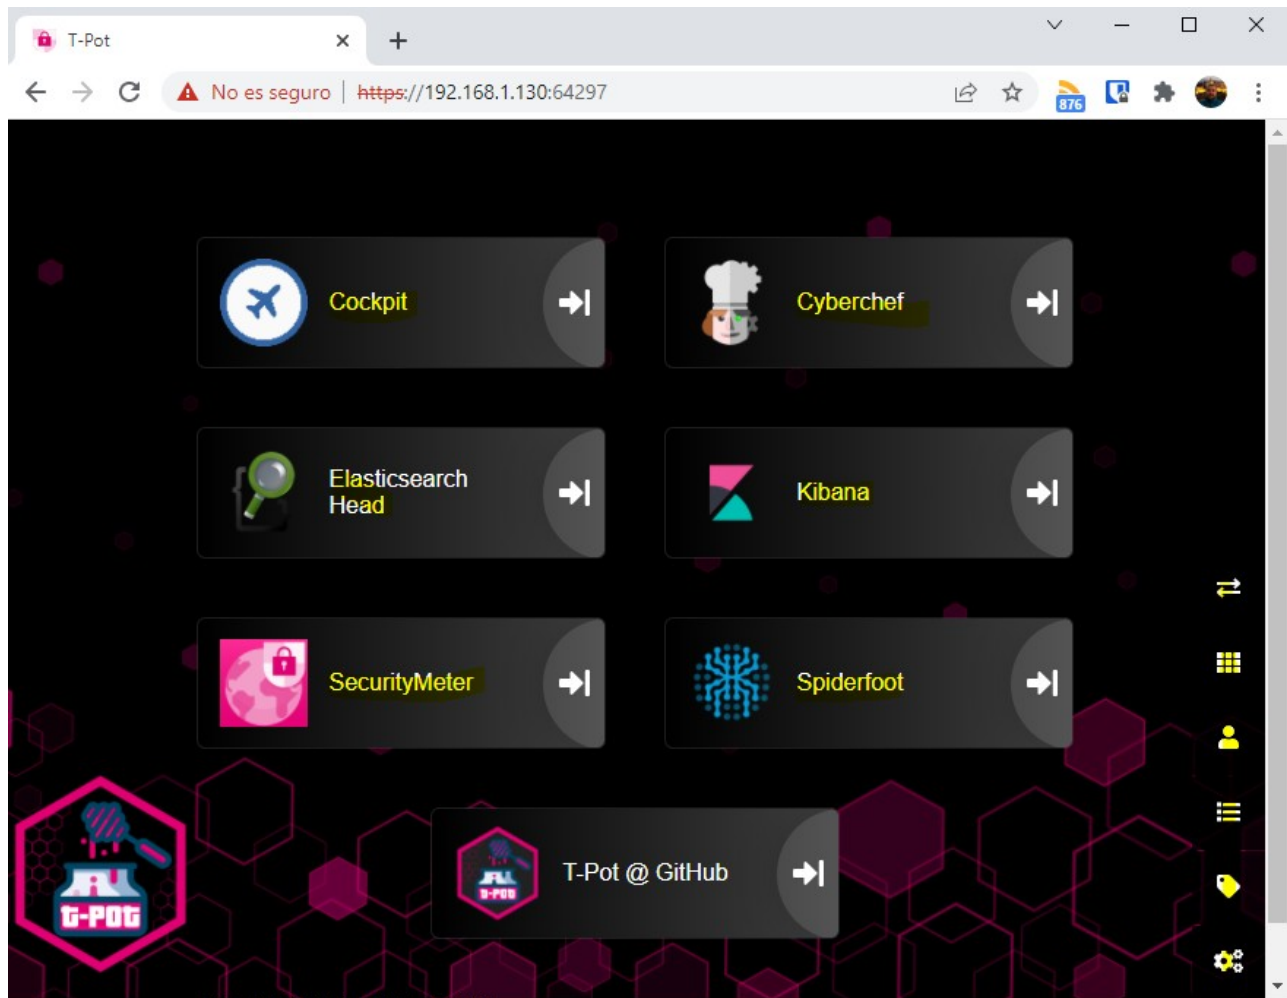 T-Pot
No es seguro | https://192.168.1.130:64297
876
Cockpit
Cyberchef
Elasticsearch
Head
Kibana
SecurityMeter
Spiderfoot
T-POT
T-POT
T-Pot @ GitHub